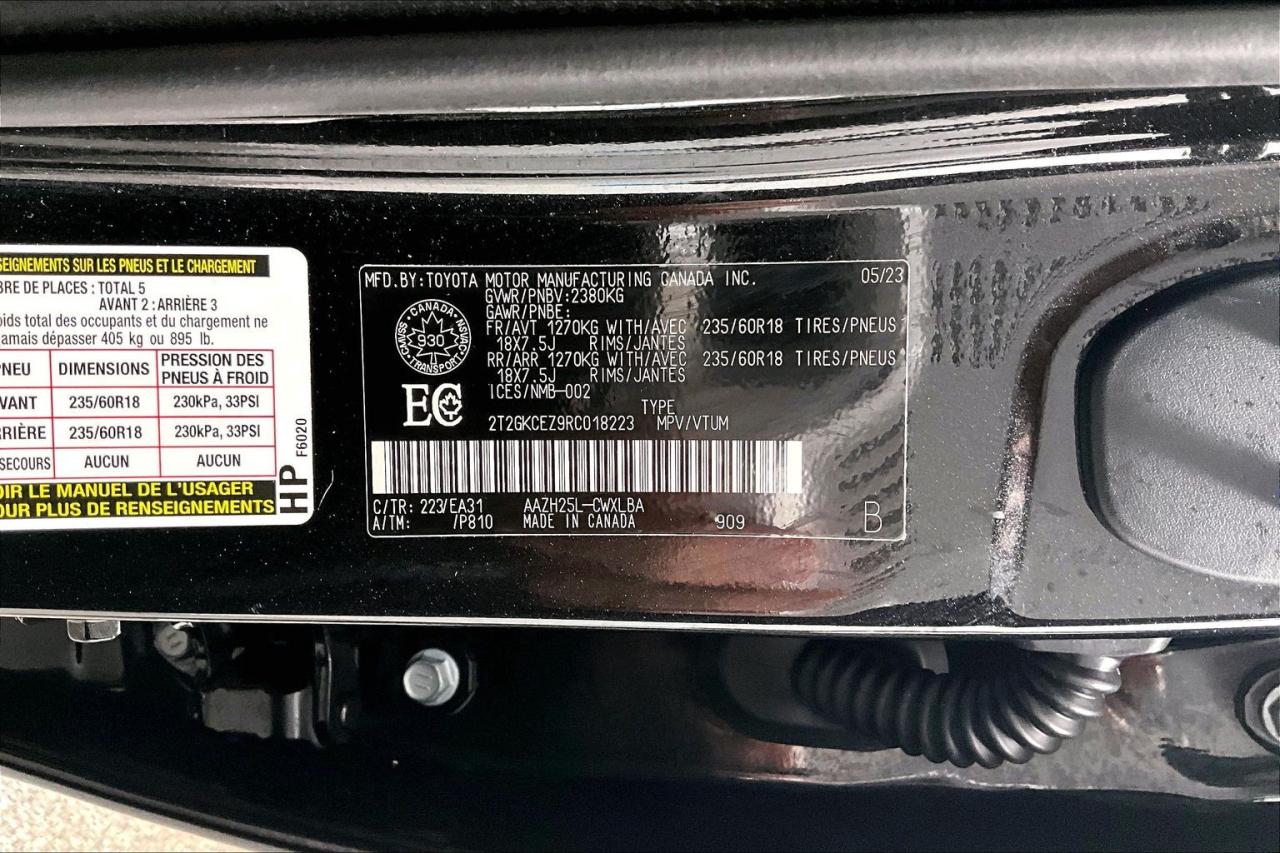 SEIGNEMENTS SUR LES PNEUS ET LE CHARGEMENT
BRE DE PLACES : TOTAL 5
AVANT 2 : ARRIÈRE 3
oids total des occupants et du chargement ne
amais dépasser 405 kg ou 895 lb.
PNEU DIMENSIONS PRESSION DES PNEUS À FROID
AVANT 235/60R18 230kPa, 33PSI
RRIÈRE 235/60R18 230kPa, 33PSI
SECOURS AUCUN AUCUN
OIR LE MANUEL DE L'USAGER
OUR PLUS DE RENSEIGNEMENTS
HP F6020
MFD.BY:TOYOTA MOTOR MANUFACTURING CANADA INC. 05/23
GVWR/PNBV:2380KG
GAWR/PNBE:
FR/AVT 1270KG WITH/AVEC 235/60R18 TIRES/PNEUS
18X7.5J RIMS/JANTES
RR/ARR 1270KG WITH/AVEC 235/60R18 TIRES/PNEUS
18X7.5J RIMS/JANTES
ICES/NMB-002
CANADA
CMVSS 930 NSVAC
TRANSPORT
EC
TYPE
2T2GKCEZ9RC018223 MPV/VTUM
C/TR: 223/EA31 AAZH25L-CWXLBA
A/TM: /P810 MADE IN CANADA 909 B